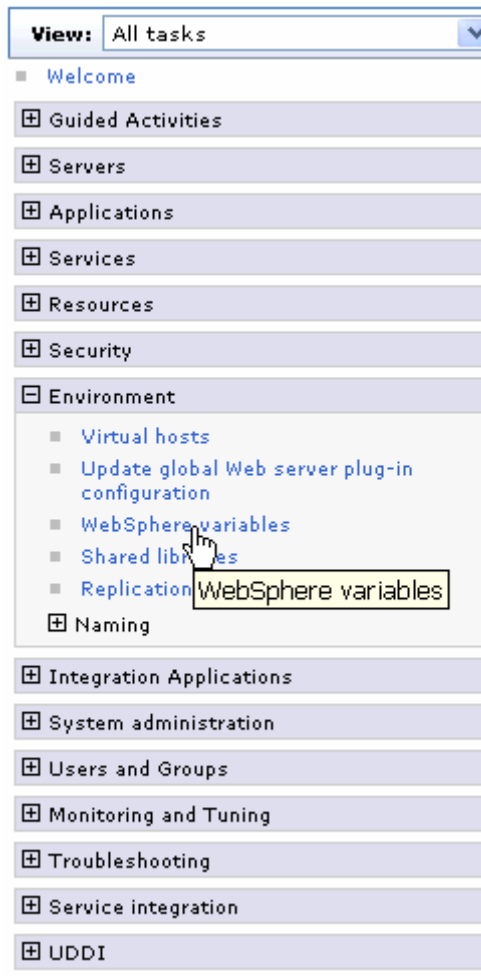 View: All tasks
Welcome
Guided Activities
Servers
Applications
Services
Resources
Security
Environment
Virtual hosts
Update global Web server plug-in
configuration
WebSphere variables
Shared libraries
Replication
WebSphere variables
Naming
Integration Applications
System administration
Users and Groups
Monitoring and Tuning
Troubleshooting
Service integration
UDDI